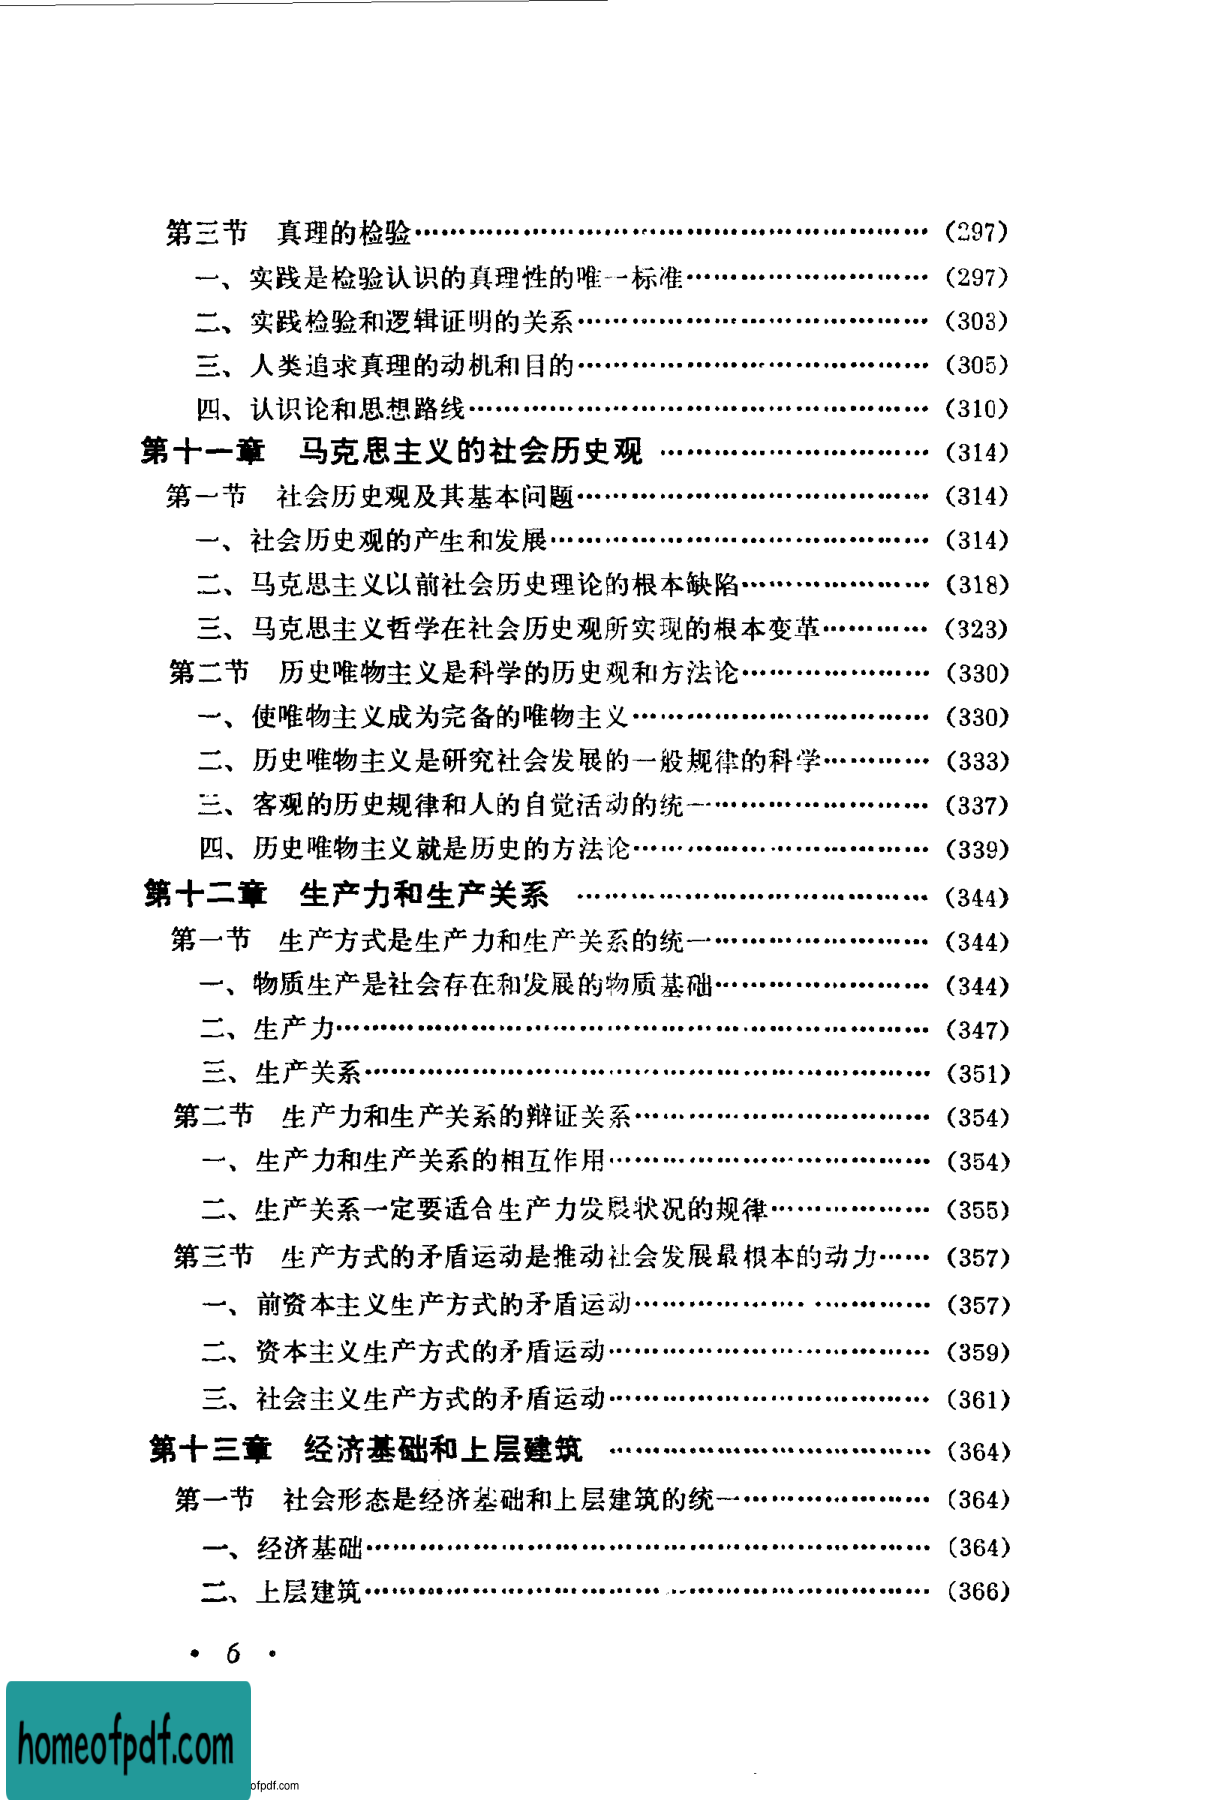 第三节　真理的检验……………………………………………………（297）
一、实践是检验认识的真理性的唯一标准………………………（297）
二、实践检验和逻辑证明的关系…………………………………（303）
三、人类追求真理的动机和目的…………………………………（305）
四、认识论和思想路线……………………………………………（310）
第十一章　马克思主义的社会历史观 …………………………（314）
第一节　社会历史观及其基本问题…………………………………（314）
一、社会历史观的产生和发展……………………………………（314）
二、马克思主义以前社会历史理论的根本缺陷…………………（318）
三、马克思主义哲学在社会历史观所实现的根本变革…………（323）
第二节　历史唯物主义是科学的历史观和方法论…………………（330）
一、使唯物主义成为完备的唯物主义……………………………（330）
二、历史唯物主义是研究社会发展的一般规律的科学…………（333）
三、客观的历史规律和人的自觉活动的统一……………………（337）
四、历史唯物主义就是历史的方法论……………………………（339）
第十二章　生产力和生产关系 …………………………………（344）
第一节　生产方式是生产力和生产关系的统一……………………（344）
一、物质生产是社会存在和发展的物质基础……………………（344）
二、生产力…………………………………………………………（347）
三、生产关系………………………………………………………（351）
第二节　生产力和生产关系的辩证关系……………………………（354）
一、生产力和生产关系的相互作用………………………………（354）
二、生产关系一定要适合生产力发展状况的规律………………（355）
第三节　生产方式的矛盾运动是推动社会发展最根本的动力……（357）
一、前资本主义生产方式的矛盾运动……………………………（357）
二、资本主义生产方式的矛盾运动………………………………（359）
三、社会主义生产方式的矛盾运动………………………………（361）
第十三章　经济基础和上层建筑 ………………………………（364）
第一节　社会形态是经济基础和上层建筑的统一…………………（364）
一、经济基础………………………………………………………（364）
二、上层建筑………………………………………………………（366）
· 6 ·
homeofpdf.com
ofpdf.com